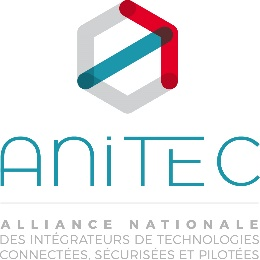 ANITEC
ALLIANCE NATIONALE
DES INTÉGRATEURS DE TECHNOLOGIES
CONNECTÉES, SÉCURISÉES ET PILOTÉES